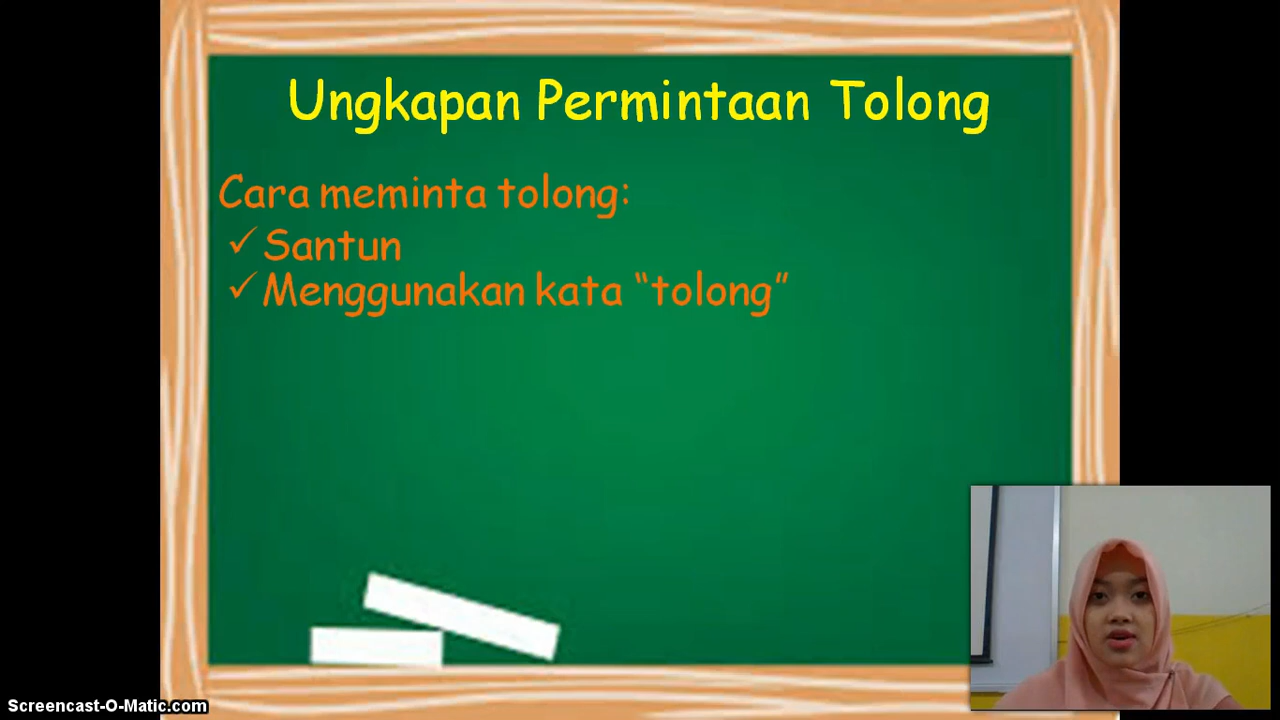 Ungkapan Permintaan Tolong
Cara meminta tolong:
✓Santun
✓Menggunakan kata “tolong”
Screencast-O-Matic.com